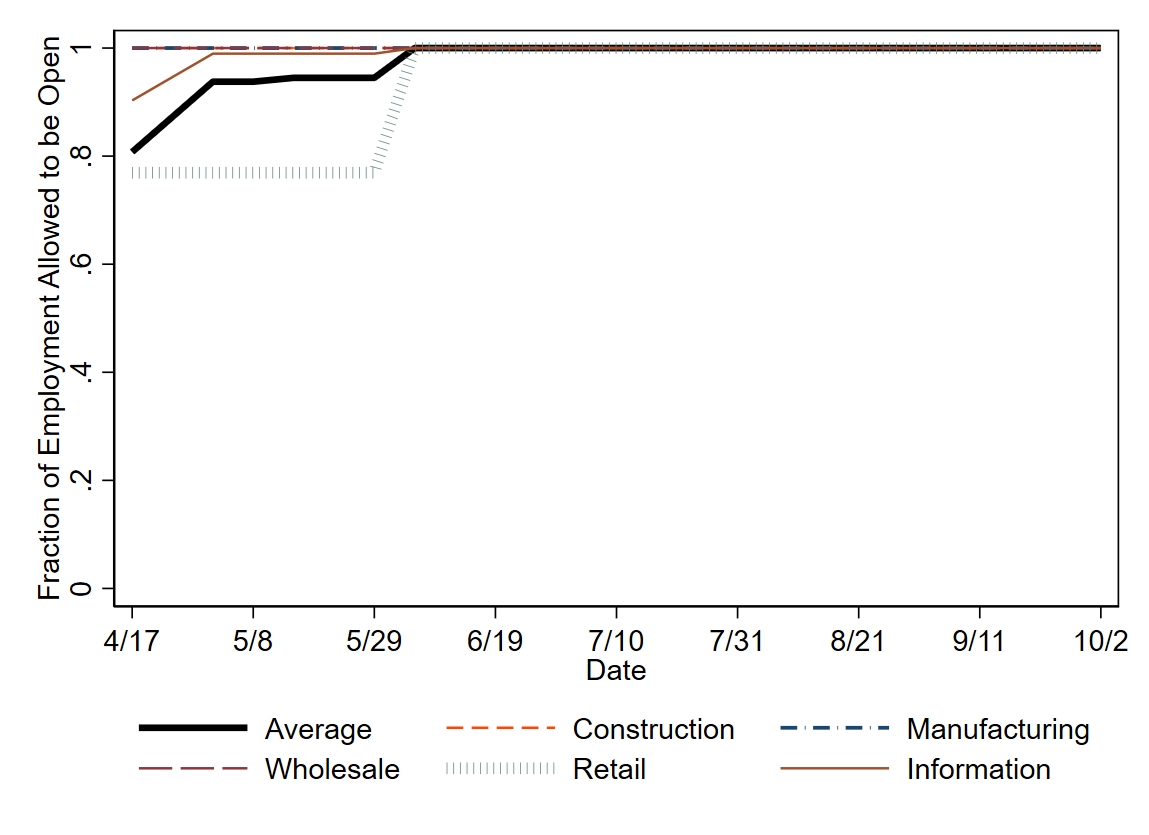 Fraction of Employment Allowed to be Open
1
.8
.6
.4
.2
0
4/17 5/8 5/29 6/19 7/10 7/31 8/21 9/11 10/2
Date
Average Construction Manufacturing
Wholesale Retail Information